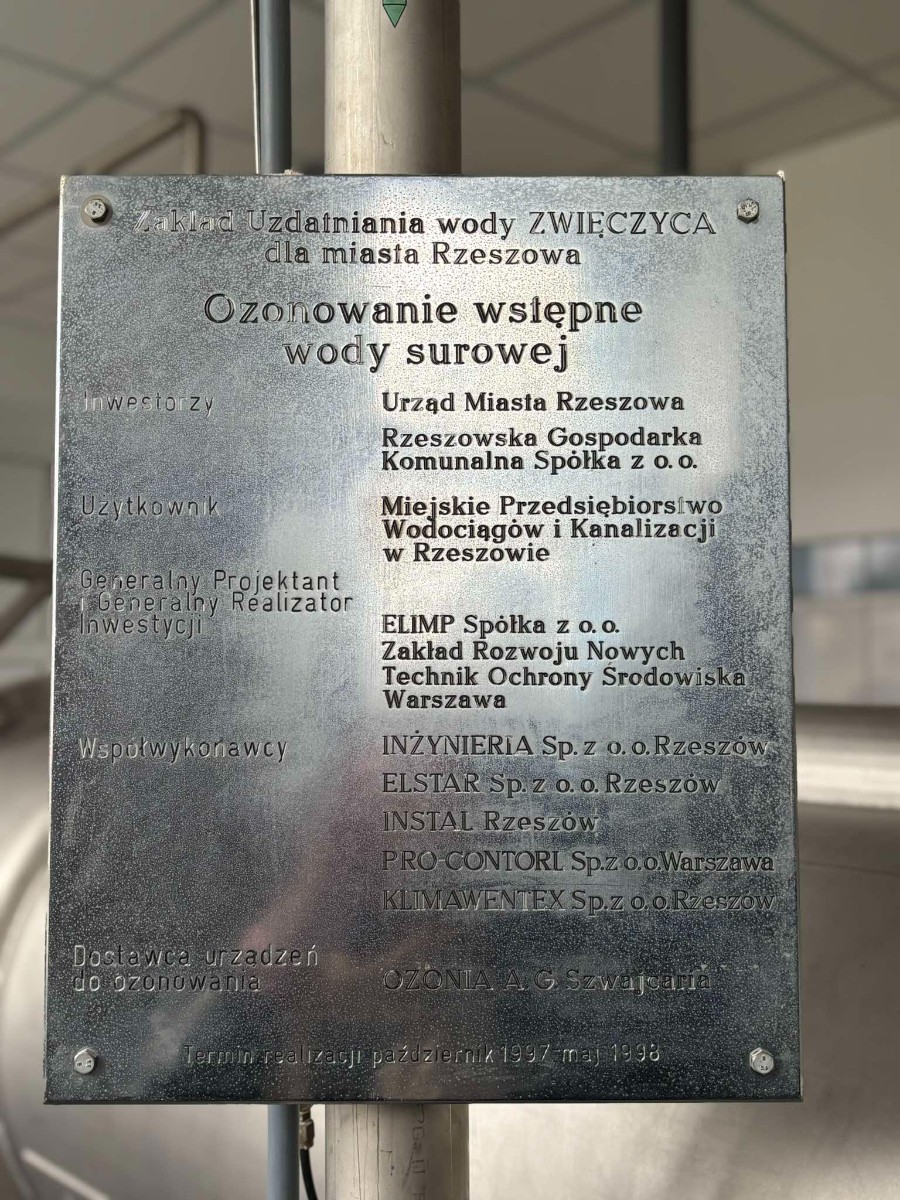 Zakład Uzdatniania wody ZWIĘCZYCA
dla miasta Rzeszowa
Ozonowanie wstępne
wody surowej
Inwestorzy
Urząd Miasta Rzeszowa
Rzeszowska Gospodarka
Komunalna Spółka z o.o.
Użytkownik
Miejskie Przedsiębiorstwo
Wodociągów i Kanalizacji
w Rzeszowie
Generalny Projektant
i Generalny Realizator
Inwestycji
ELIMP Spółka z o.o.
Zakład Rozwoju Nowych
Technik Ochrony Środowiska
Warszawa
Współwykonawcy
INŻYNIERIA Sp. z o.o. Rzeszów
ELSTAR Sp. z o.o. Rzeszów
INSTAL Rzeszów
PRO-CONTORL Sp.z o.o.Warszawa
KLIMAWENTEX Sp.z o.o.Rzeszów
Dostawca urzadzeń
do ozonowania
OZONIA A.G Szwajcaria
Termin realizacji październik 1997-maj 1998